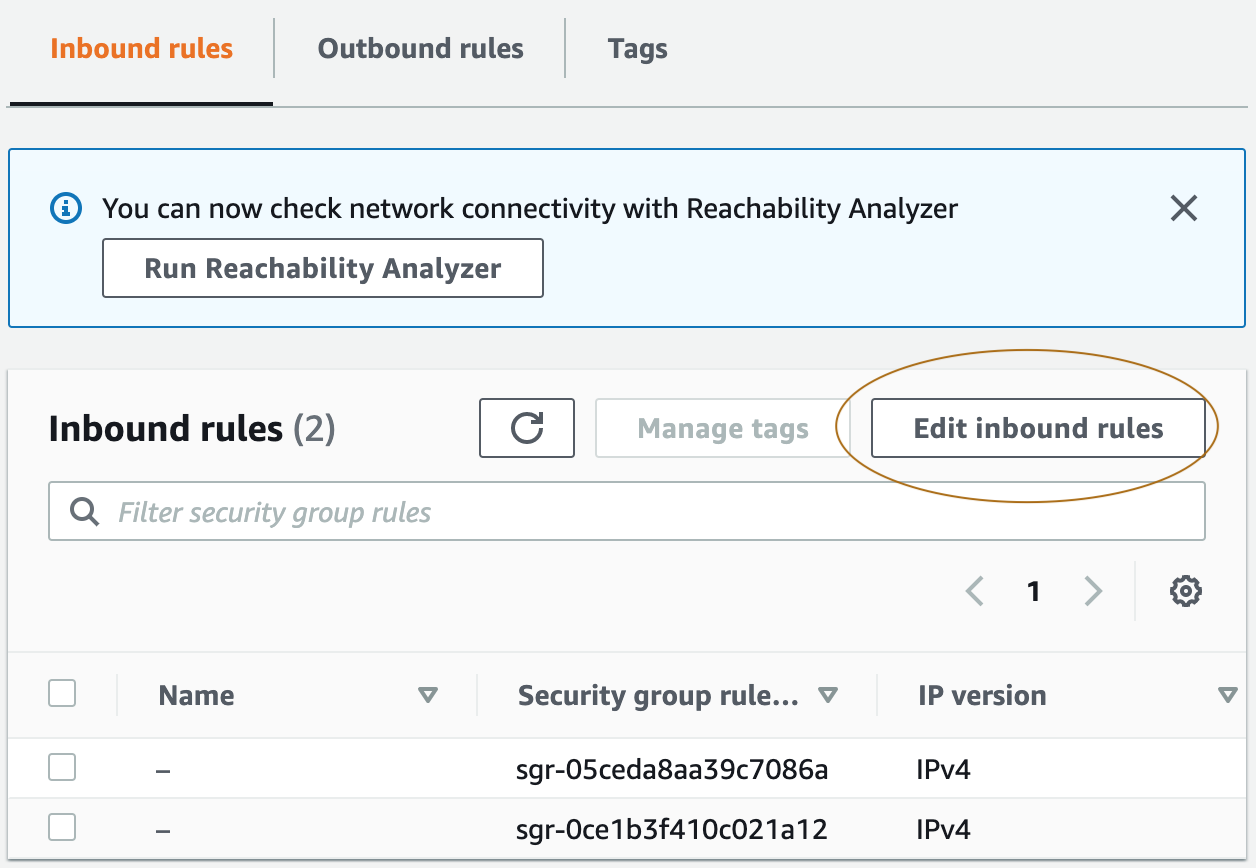 Inbound rules Outbound rules Tags
You can now check network connectivity with Reachability Analyzer
Run Reachability Analyzer
Inbound rules (2) Manage tags Edit inbound rules
Filter security group rules
1
Name Security group rule... IP version
– sgr-05ceda8aa39c7086a IPv4
– sgr-0ce1b3f410c021a12 IPv4